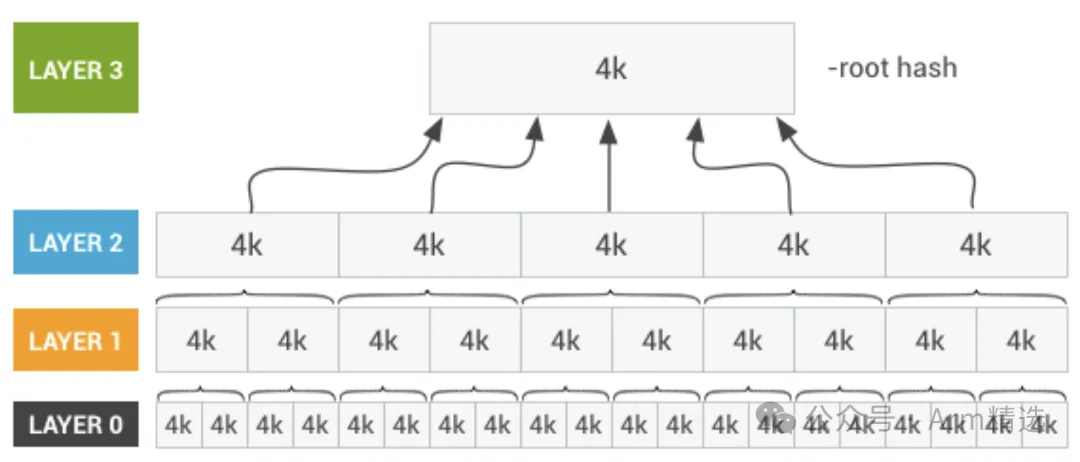 LAYER 3 4k -root hash
LAYER 2 4k 4k 4k 4k 4k
LAYER 1 4k 4k 4k 4k 4k 4k 4k 4k 4k 4k
LAYER 0 4k 4k 4k 4k 4k 4k 4k 4k 4k 4k 4k 4k 4k 4k 4k 4k 4k 4k 4k 4k
公众号 · Arm精选